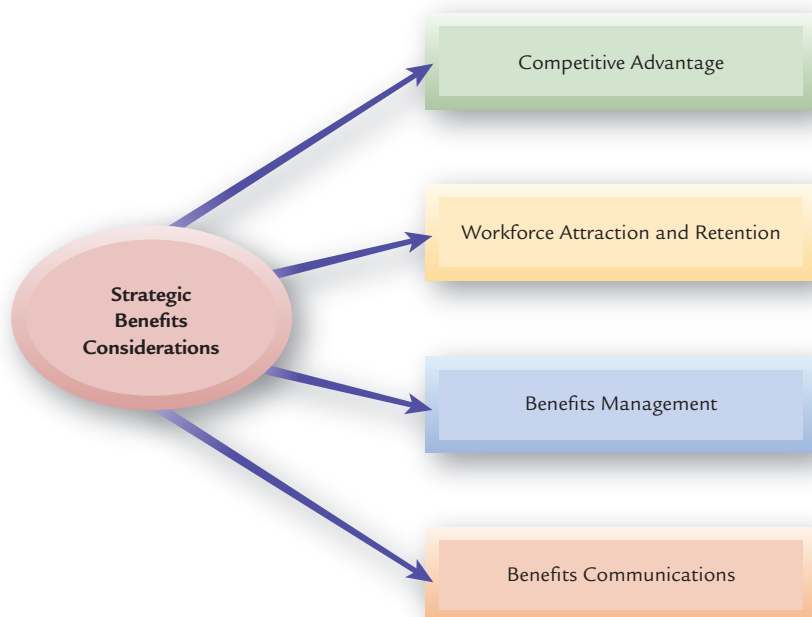 Competitive Advantage
Workforce Attraction and Retention
Strategic
Benefits
Considerations
Benefits Management
Benefits Communications